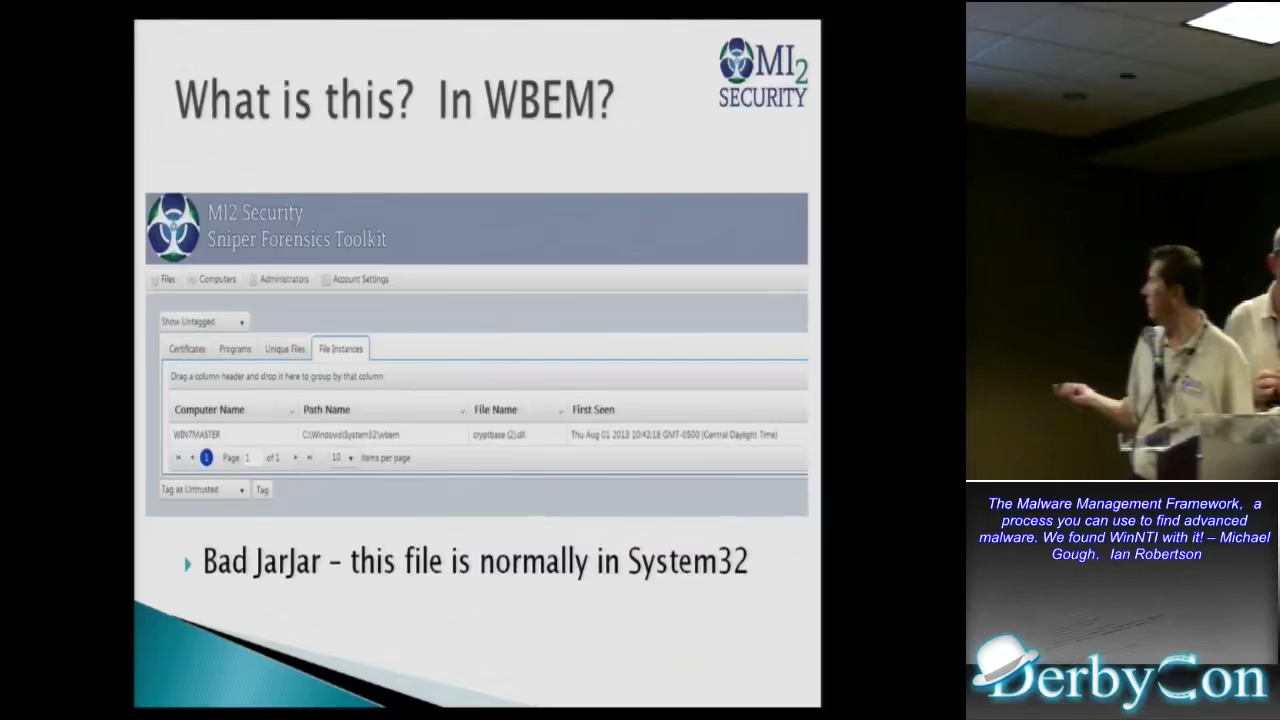 What is this? In WBEM?
MI2
SECURITY
MI2 Security
Sniper Forensics Toolkit
Files Computers Administrators Account Settings
Show Untagged
Certificates Programs Unique Files File Instances
Drag a column header and drop it here to group by that column
Computer Name Path Name File Name First Seen
WIN7MASTER C:\Windows\System32\wbem cryptbase (2).dll Thu Aug 01 2013 10:42:18 GMT-0500 (Central Daylight Time)
1 Page 1 of 1 10 items per page
Tag as Untrusted Tag
Bad JarJar – this file is normally in System32
The Malware Management Framework, a
process you can use to find advanced
malware. We found WinNTI with it! – Michael
Gough, Ian Robertson
DerbyCon